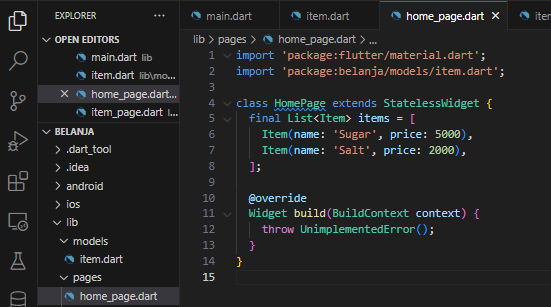 EXPLORER
OPEN EDITORS
main.dart lib
item.dart lib\mo...
home_page.dart...
item_page.dart l...
BELANJA
.dart_tool
.idea
android
ios
lib
models
item.dart
pages
home_page.dart
main.dart
item.dart
home_page.dart
lib > pages > home_page.dart > ...
1 import 'package:flutter/material.dart';
2 import 'package:belanja/models/item.dart';
3
4 class HomePage extends StatelessWidget {
5 final List<Item> items = [
6 Item(name: 'Sugar', price: 5000),
7 Item(name: 'Salt', price: 2000),
8 ];
9
10 @override
11 Widget build(BuildContext context) {
12 throw UnimplementedError();
13 }
14 }
15